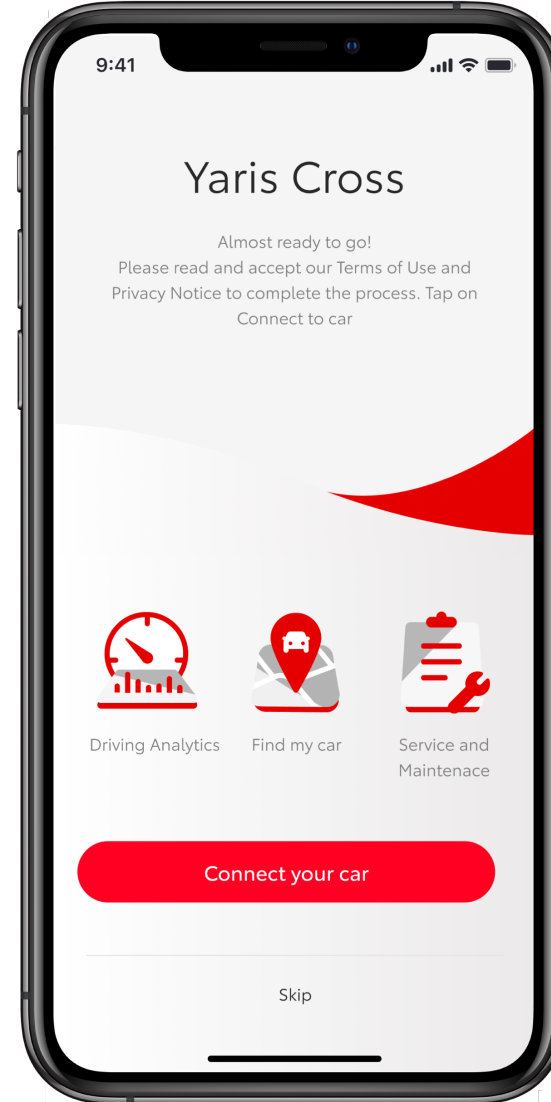 9:41
Yaris Cross
Almost ready to go!
Please read and accept our Terms of Use and
Privacy Notice to complete the process. Tap on
Connect to car
Driving Analytics
Find my car
Service and
Maintenace
Connect your car
Skip